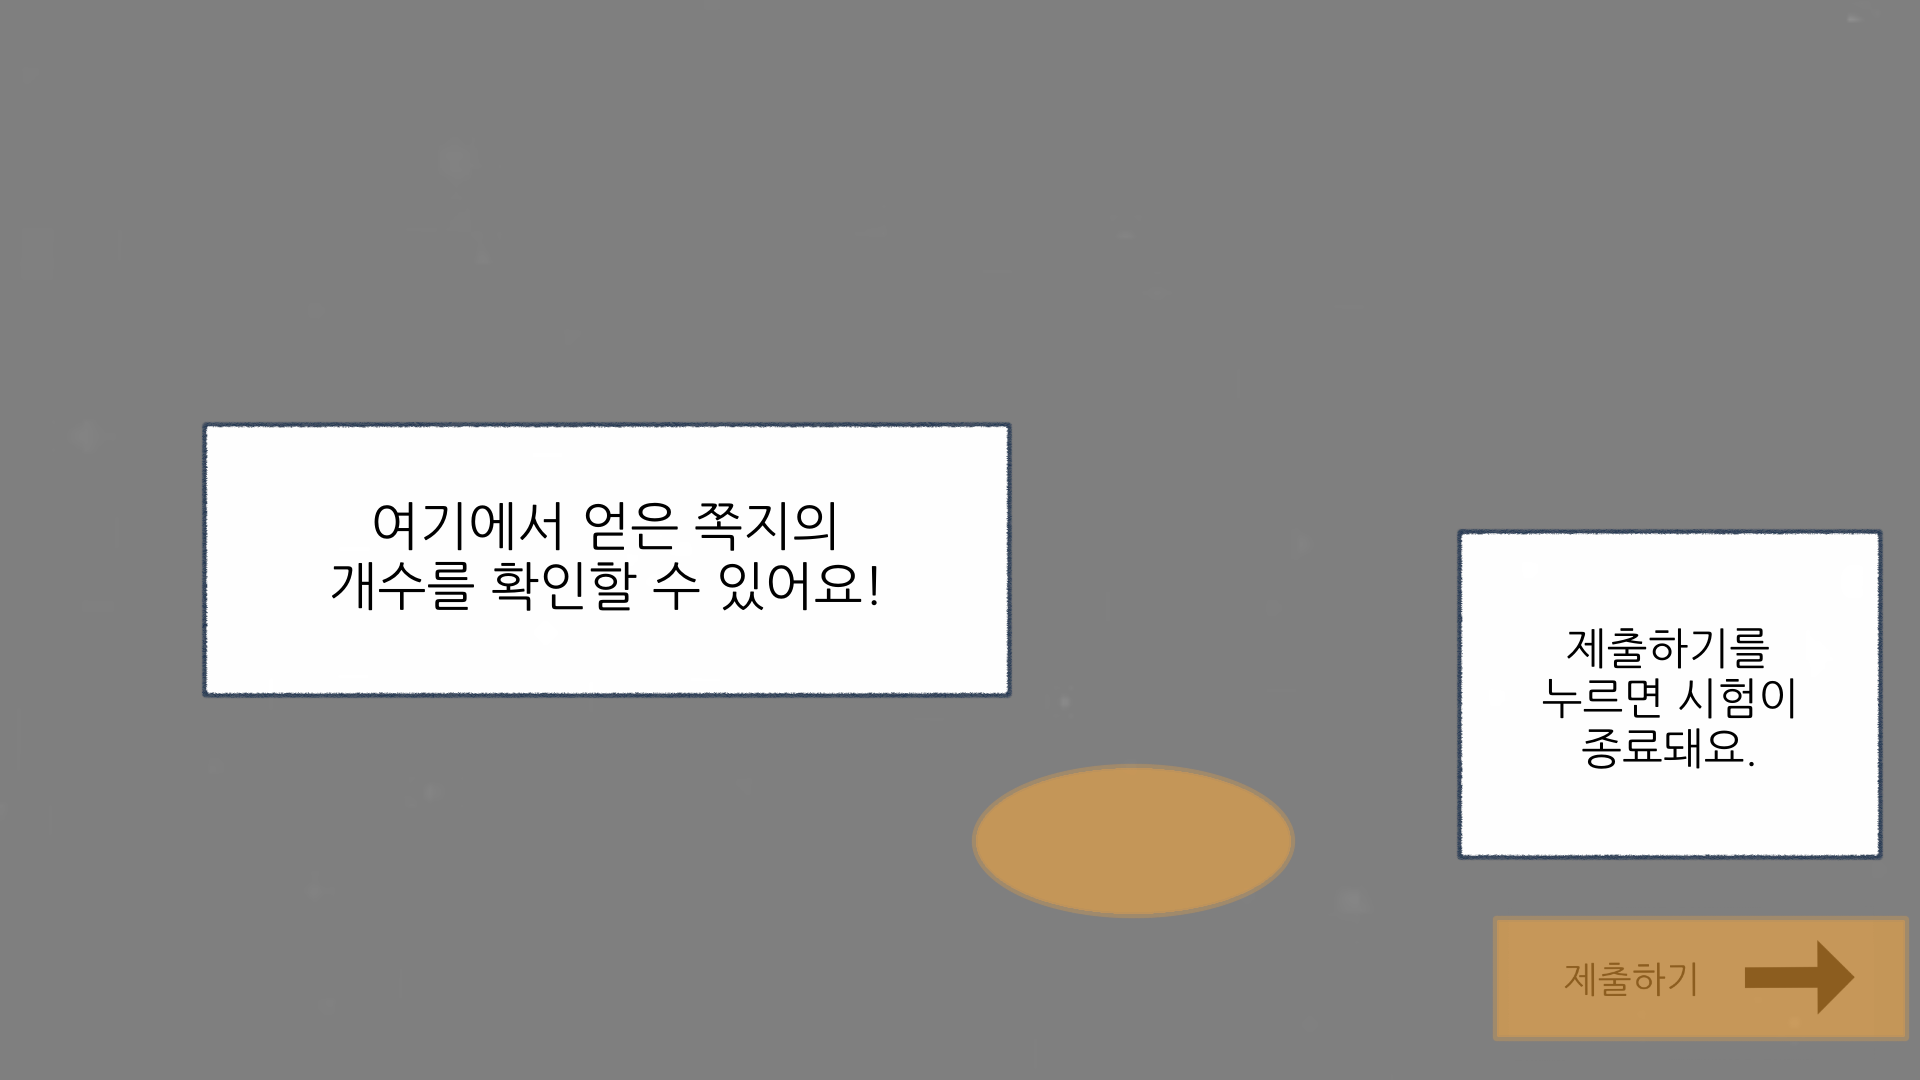 여기에서 얻은 쪽지의
개수를 확인할 수 있어요!
제출하기를
누르면 시험이
종료돼요.
제출하기